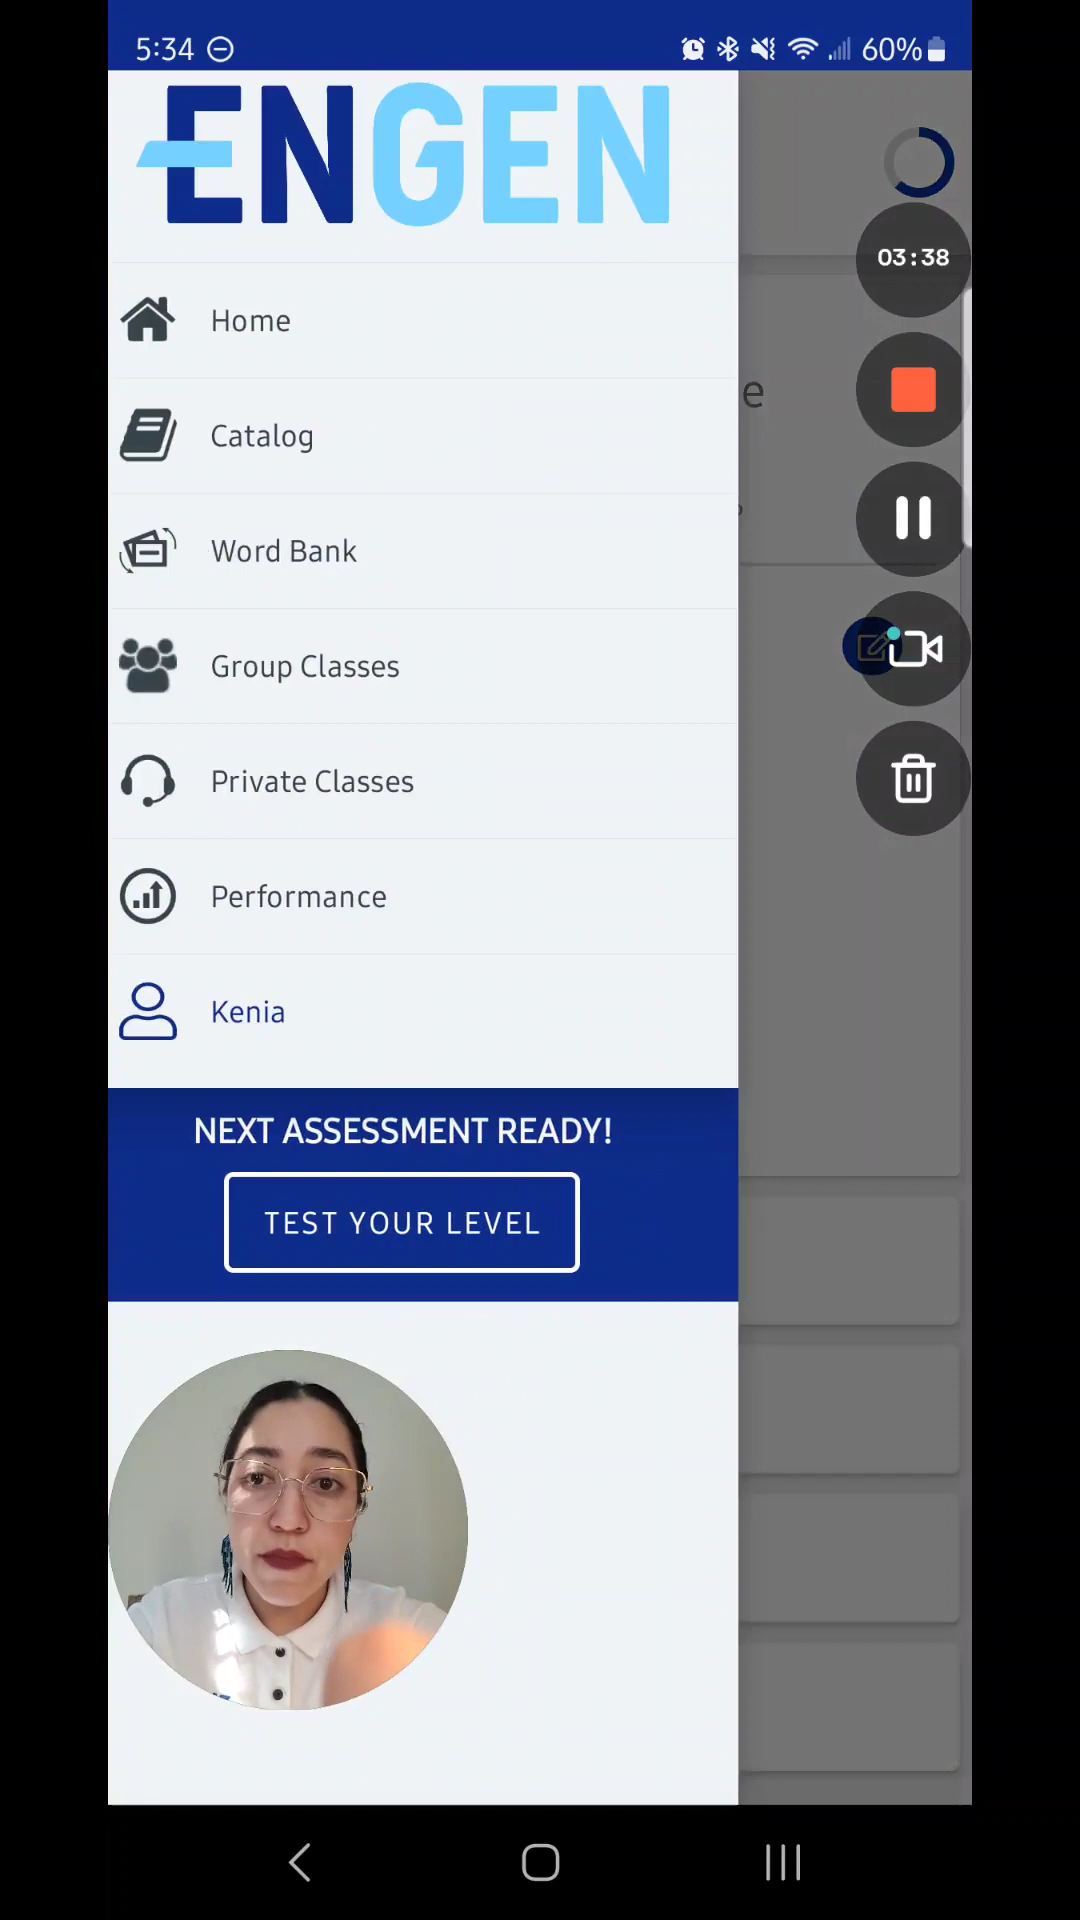 5:34 60%
ENGEN
03:38
Home
e
Catalog
Word Bank
Group Classes
Private Classes
Performance
Kenia
NEXT ASSESSMENT READY!
TEST YOUR LEVEL